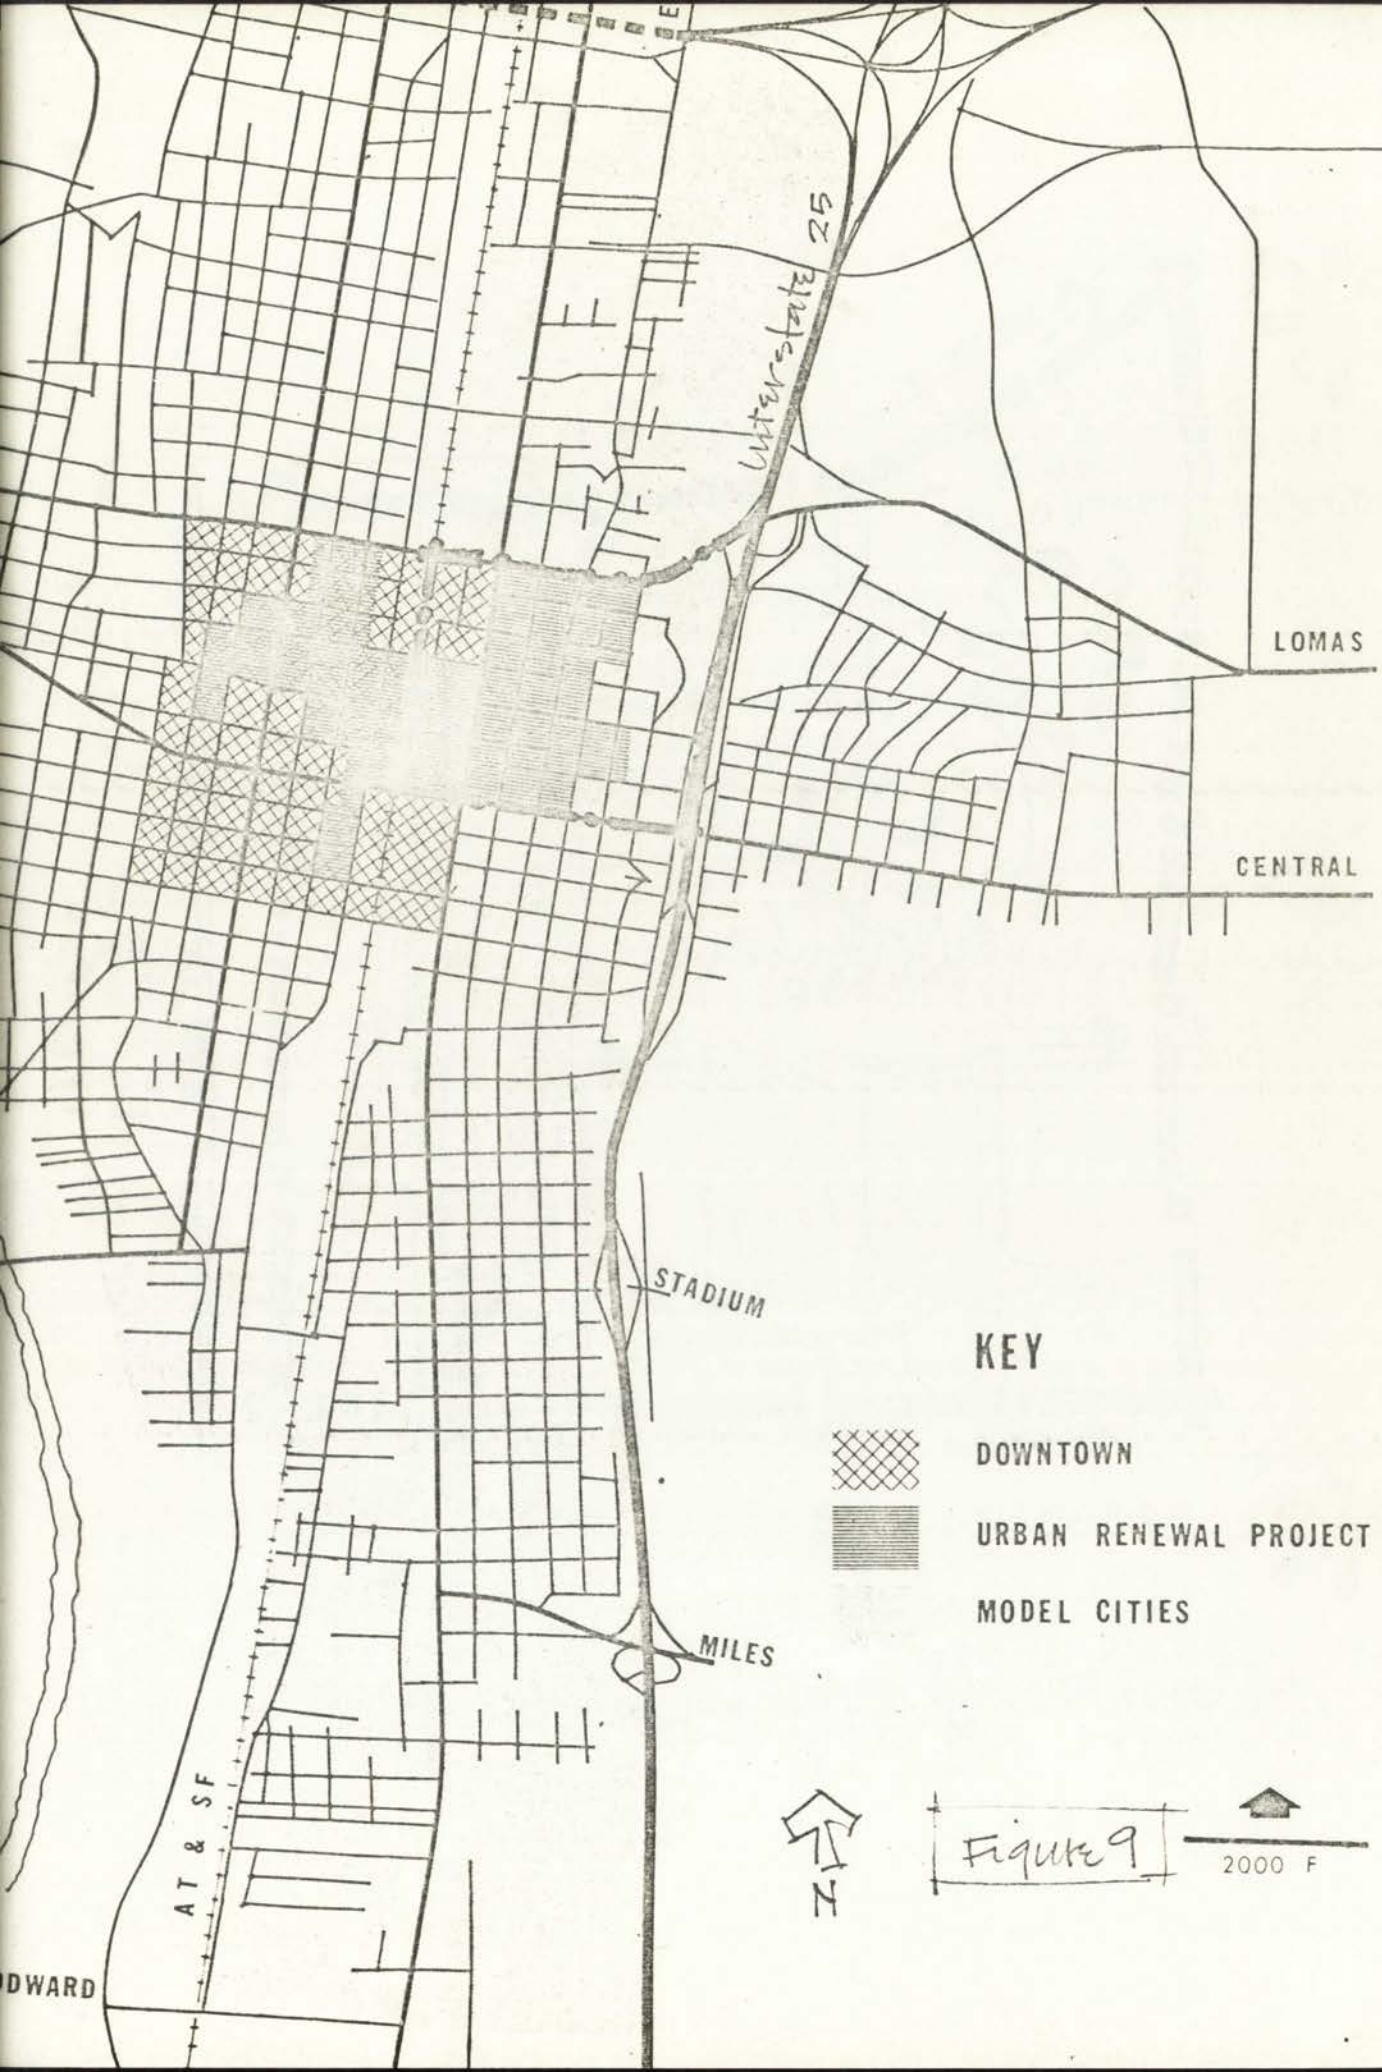 E
Interstate 25
LOMAS
CENTRAL
STADIUM
KEY
DOWNTOWN
URBAN RENEWAL PROJECT
MODEL CITIES
MILES
AT & SF
N
Figure 9
2000 F
DWARD